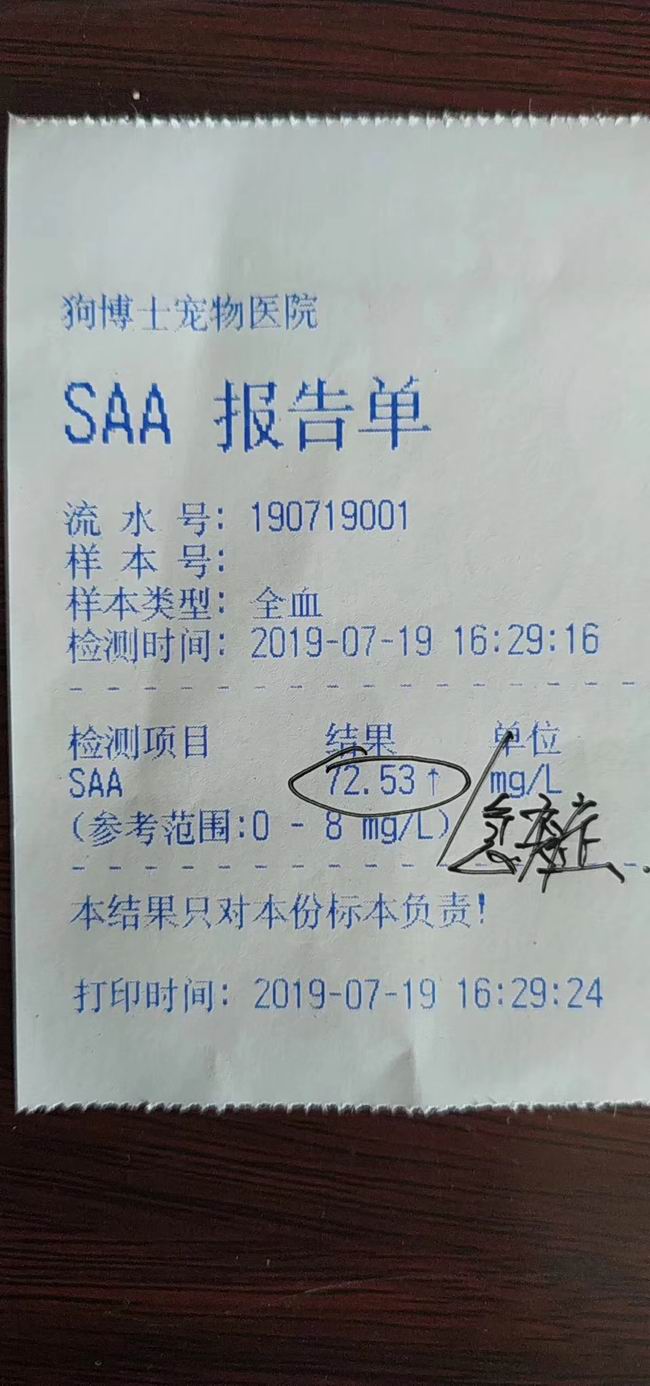 狗博士宠物医院
SAA 报告单
流 水 号: 190719001
样 本 号:
样本类型: 全血
检测时间: 2019-07-19 16:29:16
检测项目 结果 单位
SAA 72.53↑ mg/L
(参考范围:0 - 8 mg/L)
本结果只对本份标本负责!
打印时间: 2019-07-19 16:29:24